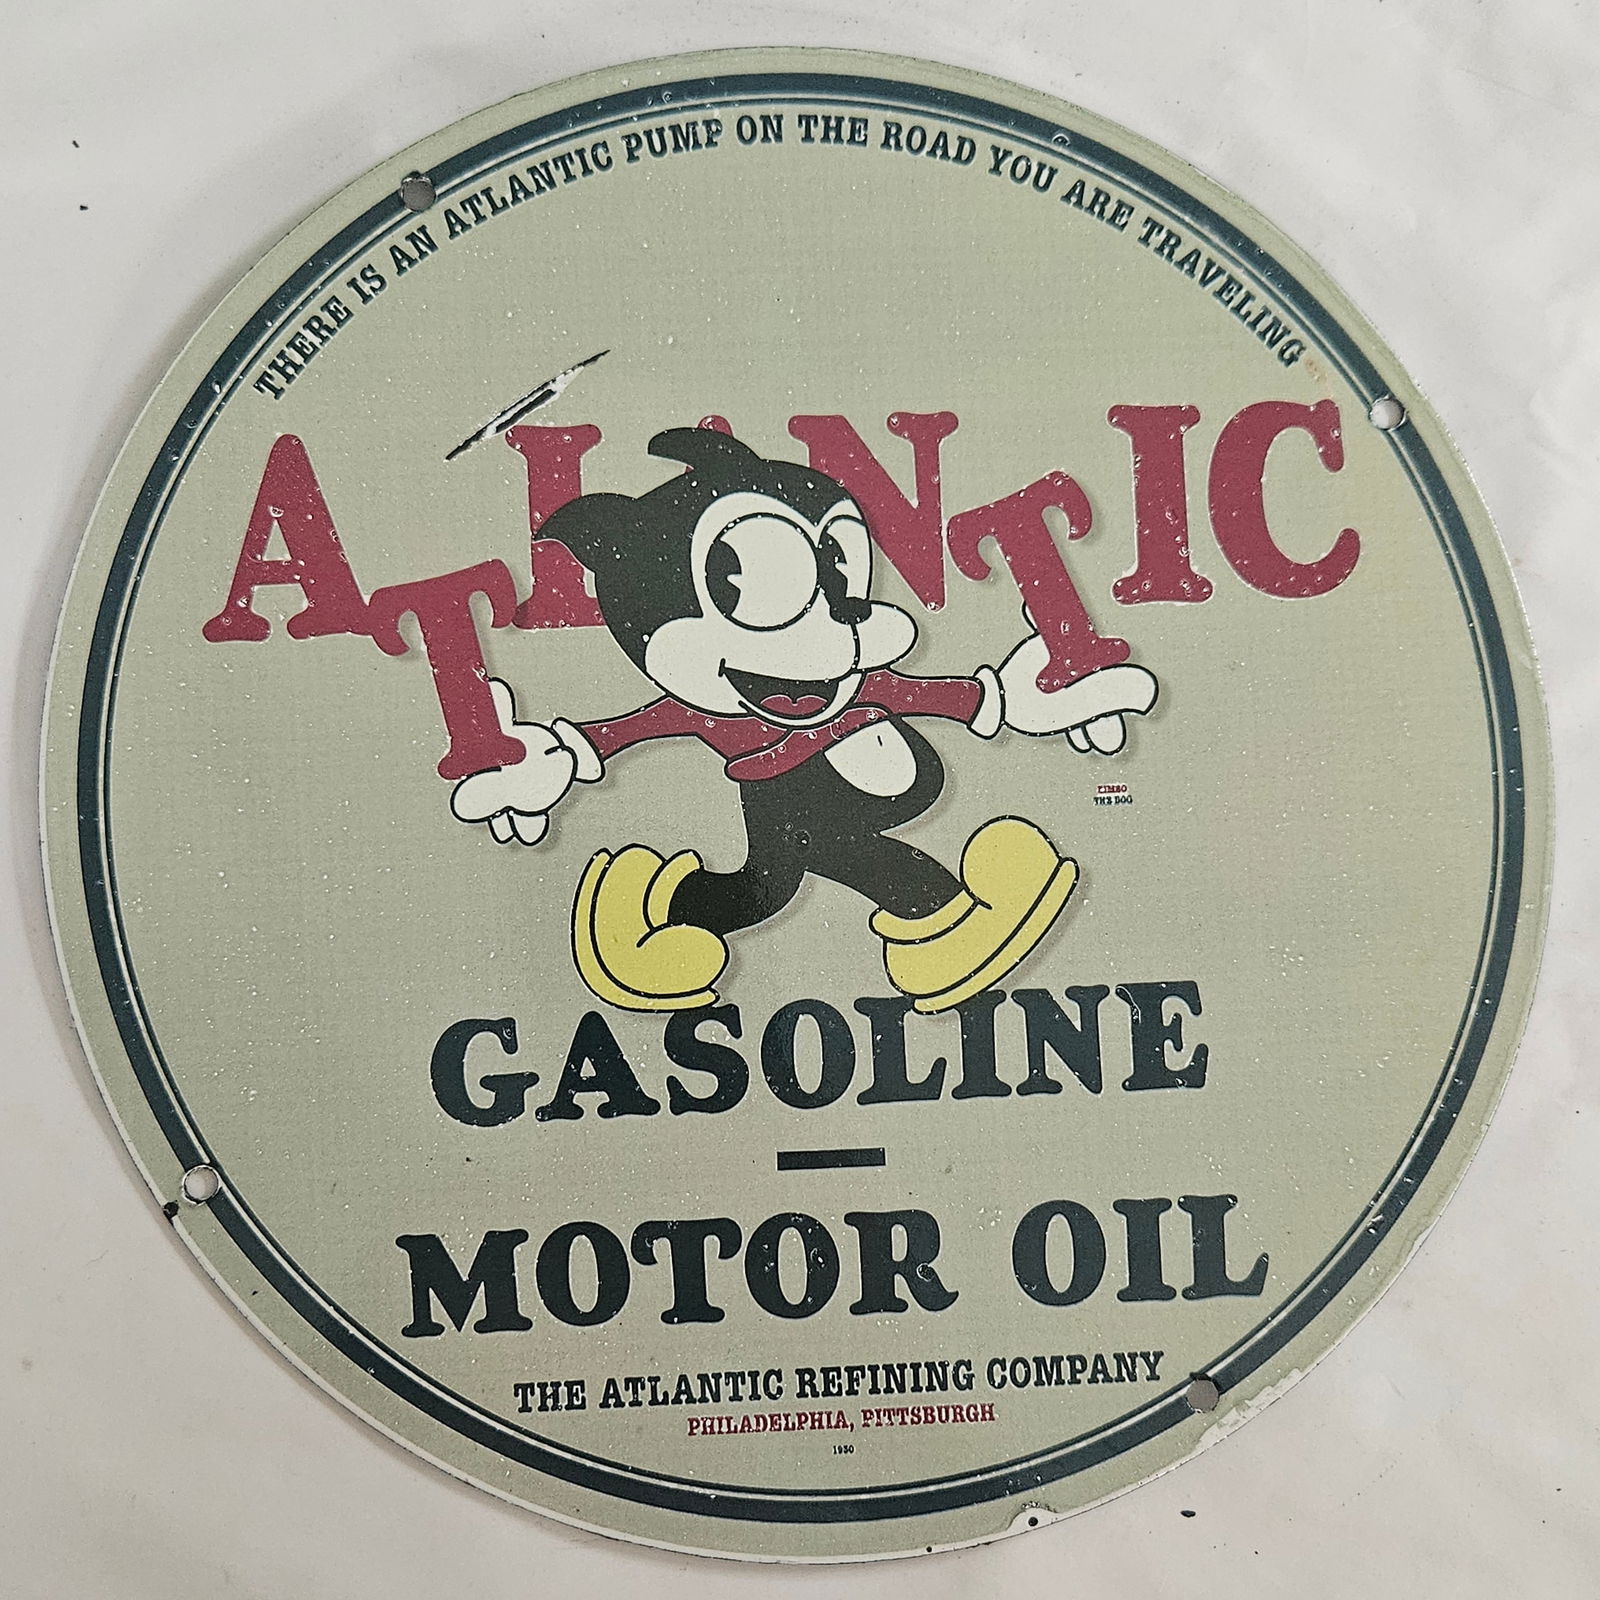 THERE IS AN ATLANTIC PUMP ON THE ROAD YOU ARE TRAVELING
ATLANTIC
THE DOG
GASOLINE
—
MOTOR OIL
THE ATLANTIC REFINING COMPANY
PHILADELPHIA, PITTSBURGH
1930